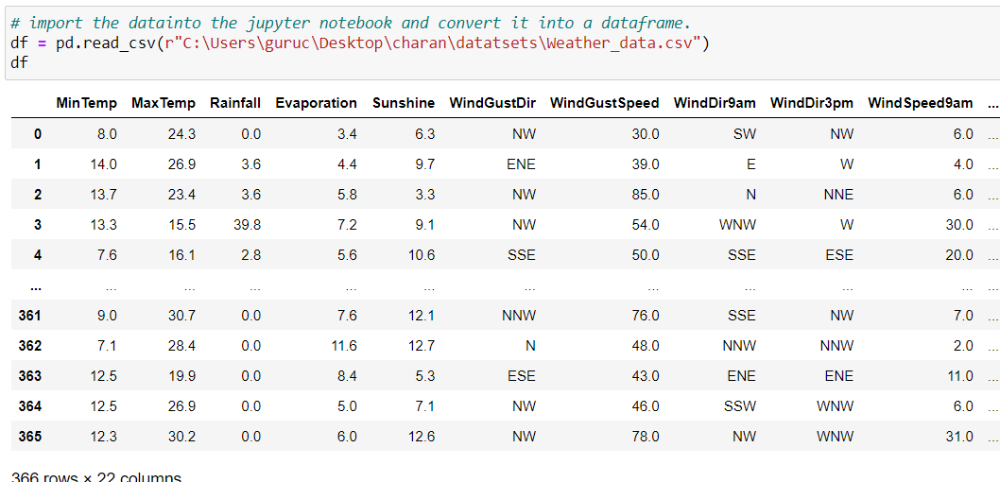 # import the datainto the jupyter notebook and convert it into a dataframe.
df = pd.read_csv(r"C:\Users\guruc\Desktop\charan\datatsets\Weather_data.csv")
df
MinTemp MaxTemp Rainfall Evaporation Sunshine WindGustDir WindGustSpeed WindDir9am WindDir3pm WindSpeed9am ...
0 8.0 24.3 0.0 3.4 6.3 NW 30.0 SW NW 6.0 ...
1 14.0 26.9 3.6 4.4 9.7 ENE 39.0 E W 4.0 ...
2 13.7 23.4 3.6 5.8 3.3 NW 85.0 N NNE 6.0 ...
3 13.3 15.5 39.8 7.2 9.1 NW 54.0 WNW W 30.0 ...
4 7.6 16.1 2.8 5.6 10.6 SSE 50.0 SSE ESE 20.0 ...
... ... ... ... ... ... ... ... ... ... ... ...
361 9.0 30.7 0.0 7.6 12.1 NNW 76.0 SSE NW 7.0 ...
362 7.1 28.4 0.0 11.6 12.7 N 48.0 NNW NNW 2.0 ...
363 12.5 19.9 0.0 8.4 5.3 ESE 43.0 ENE ENE 11.0 ...
364 12.5 26.9 0.0 5.0 7.1 NW 46.0 SSW WNW 6.0 ...
365 12.3 30.2 0.0 6.0 12.6 NW 78.0 NW WNW 31.0 ...
366 rows × 22 columns